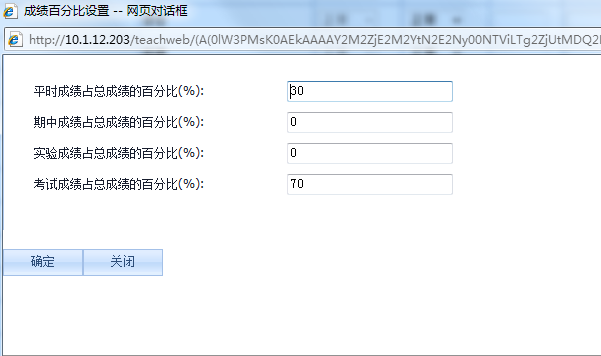 成绩百分比设置 -- 网页对话框
http://10.1.12.203/teachweb/(A(0lW3PMsK0AEkAAAAY2M2ZjE2M2YtN2E2Ny00NTViLTg2ZjUtMDQ2
平时成绩占总成绩的百分比(%): 30
期中成绩占总成绩的百分比(%): 0
实验成绩占总成绩的百分比(%): 0
考试成绩占总成绩的百分比(%): 70
确定 关闭